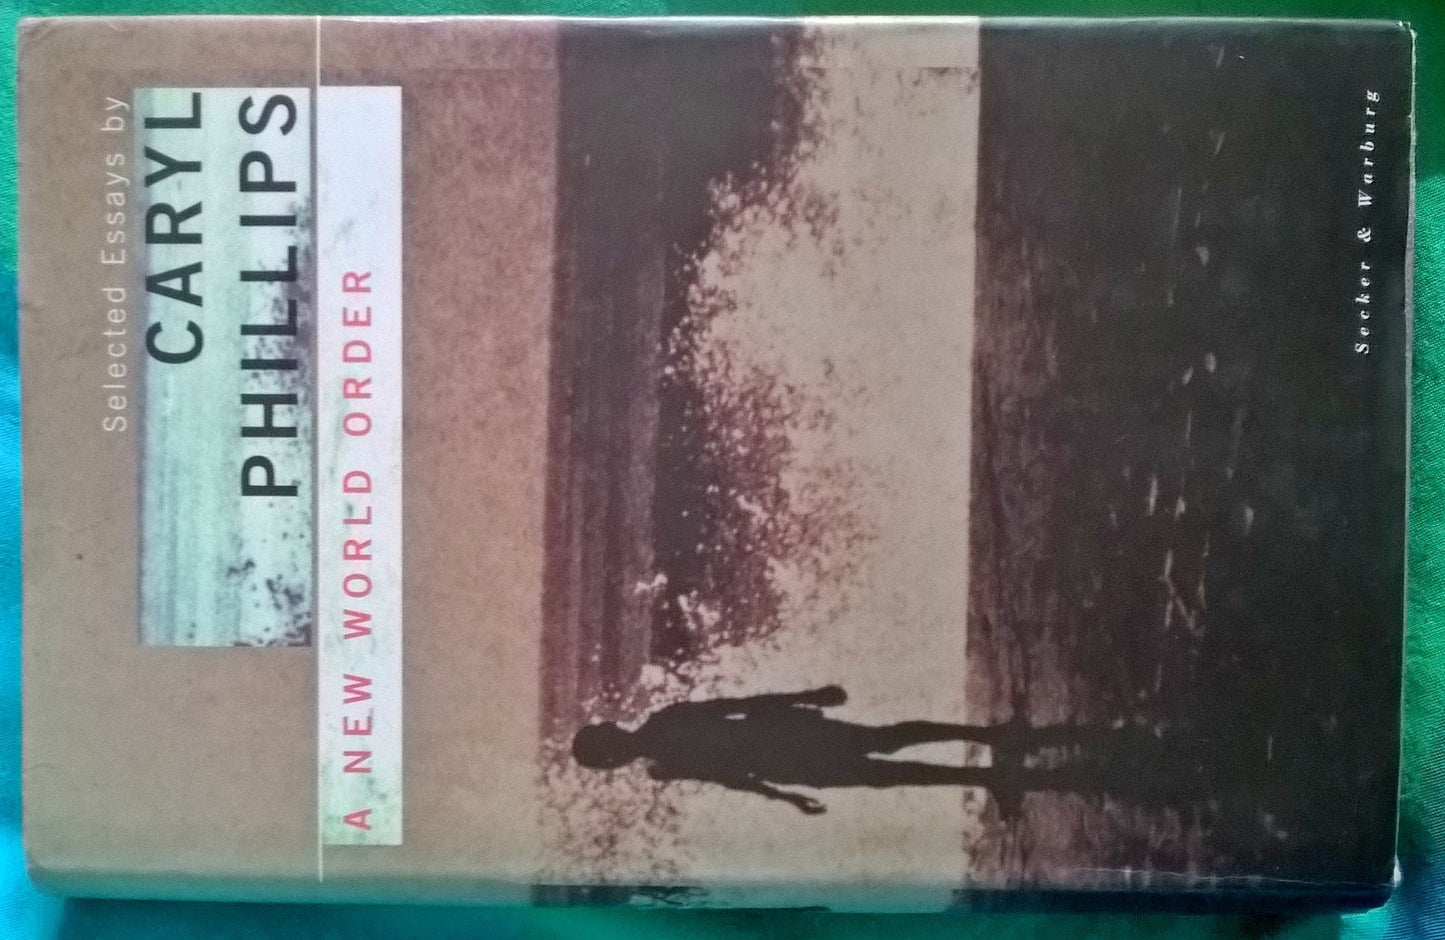 Selected Essays by
CARYL
PHILLIPS
A NEW WORLD ORDER
Secker & Warburg